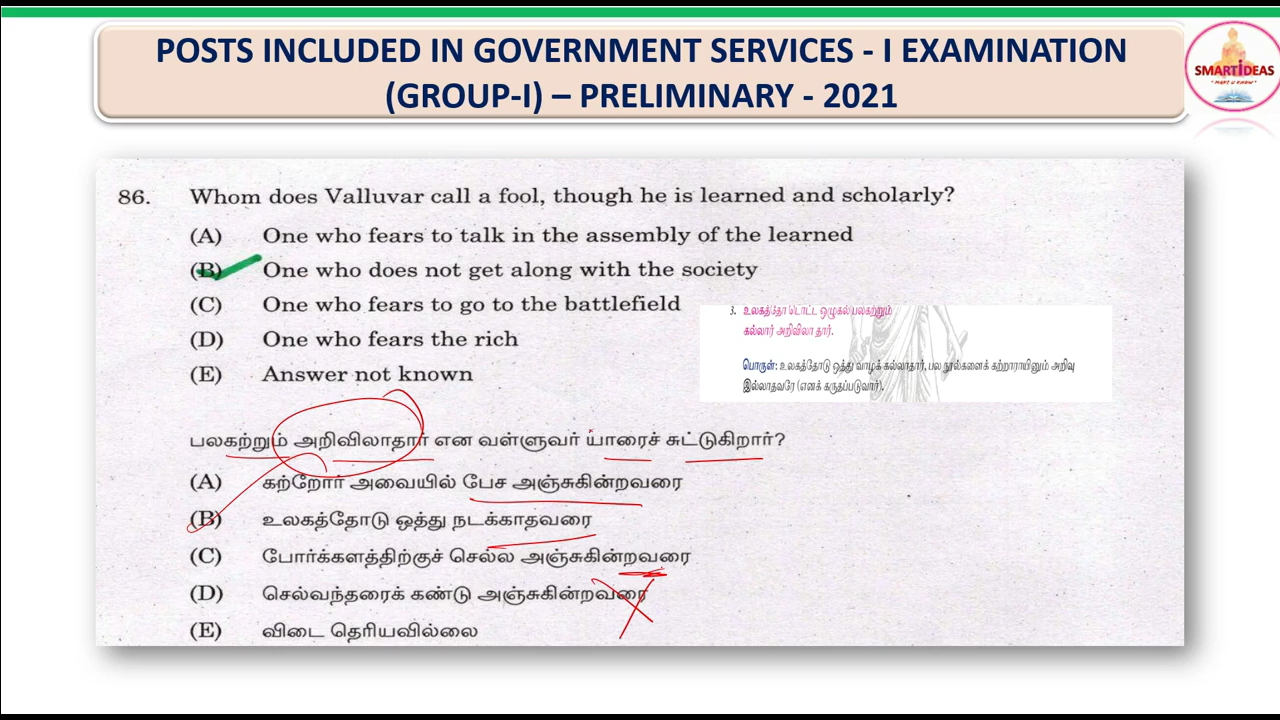 POSTS INCLUDED IN GOVERNMENT SERVICES - I EXAMINATION
(GROUP-I) – PRELIMINARY - 2021
SMARTIDEAS
86. Whom does Valluvar call a fool, though he is learned and scholarly?
(A) One who fears to talk in the assembly of the learned
(B) One who does not get along with the society
(C) One who fears to go to the battlefield
(D) One who fears the rich
(E) Answer not known
3. உலகத்தோ டொட்ட ஒழுகல் பலகற்றும்
கல்லார் அறிவிலா தார்.
பொருள்: உலகத்தோடு ஒத்து வாழக் கல்லாதார், பல நூல்களைக் கற்றாராயினும் அறிவு
இல்லாதவரே (எனக் கருதப்படுவார்).
பலகற்றும் அறிவிலாதார் என வள்ளுவர் யாரைச் சுட்டுகிறார்?
(A) கற்றோர் அவையில் பேச அஞ்சுகின்றவரை
(B) உலகத்தோடு ஒத்து நடக்காதவரை
(C) போர்க்களத்திற்குச் செல்ல அஞ்சுகின்றவரை
(D) செல்வந்தரைக் கண்டு அஞ்சுகின்றவரை
(E) விடை தெரியவில்லை